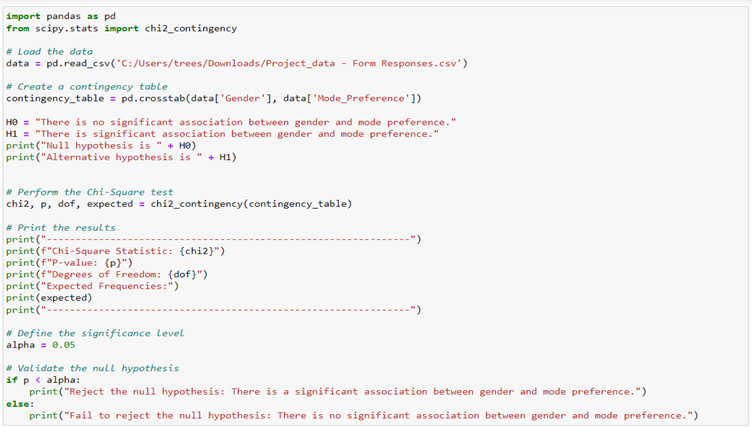 import pandas as pd
from scipy.stats import chi2_contingency
# Load the data
data = pd.read_csv('C:/Users/trees/Downloads/Project_data - Form Responses.csv')
# Create a contingency table
contingency_table = pd.crosstab(data['Gender'], data['Mode_Preference'])
H0 = "There is no significant association between gender and mode preference."
H1 = "There is significant association between gender and mode preference."
print("Null hypothesis is " + H0)
print("Alternative hypothesis is " + H1)
# Perform the Chi-Square test
chi2, p, dof, expected = chi2_contingency(contingency_table)
# Print the results
print("--------------------------------------------------------------")
print(f"Chi-Square Statistic: {chi2}")
print(f"P-value: {p}")
print(f"Degrees of Freedom: {dof}")
print("Expected Frequencies:")
print(expected)
print("--------------------------------------------------------------")
# Define the significance level
alpha = 0.05
# Validate the null hypothesis
if p < alpha:
    print("Reject the null hypothesis: There is a significant association between gender and mode preference.")
else:
    print("Fail to reject the null hypothesis: There is no significant association between gender and mode preference.")